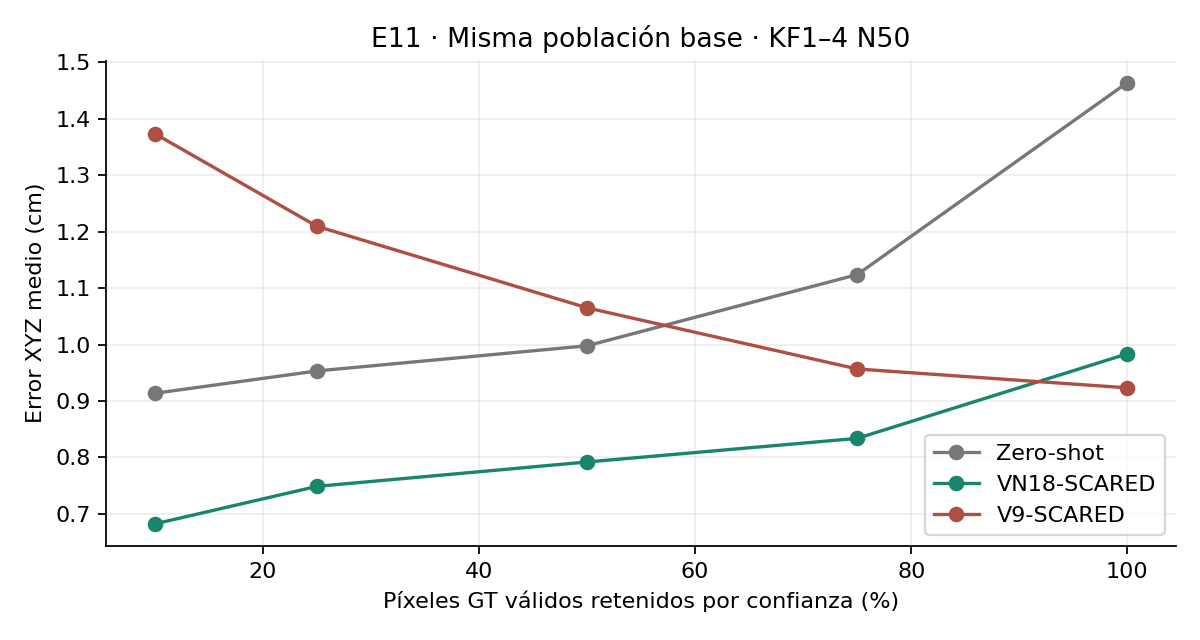 E11 · Misma población base · KF1–4 N50
Error XYZ medio (cm)
1.5
1.4
1.3
1.2
1.1
1.0
0.9
0.8
0.7
Zero-shot
VN18-SCARED
V9-SCARED
20
40
60
80
100
Píxeles GT válidos retenidos por confianza (%)